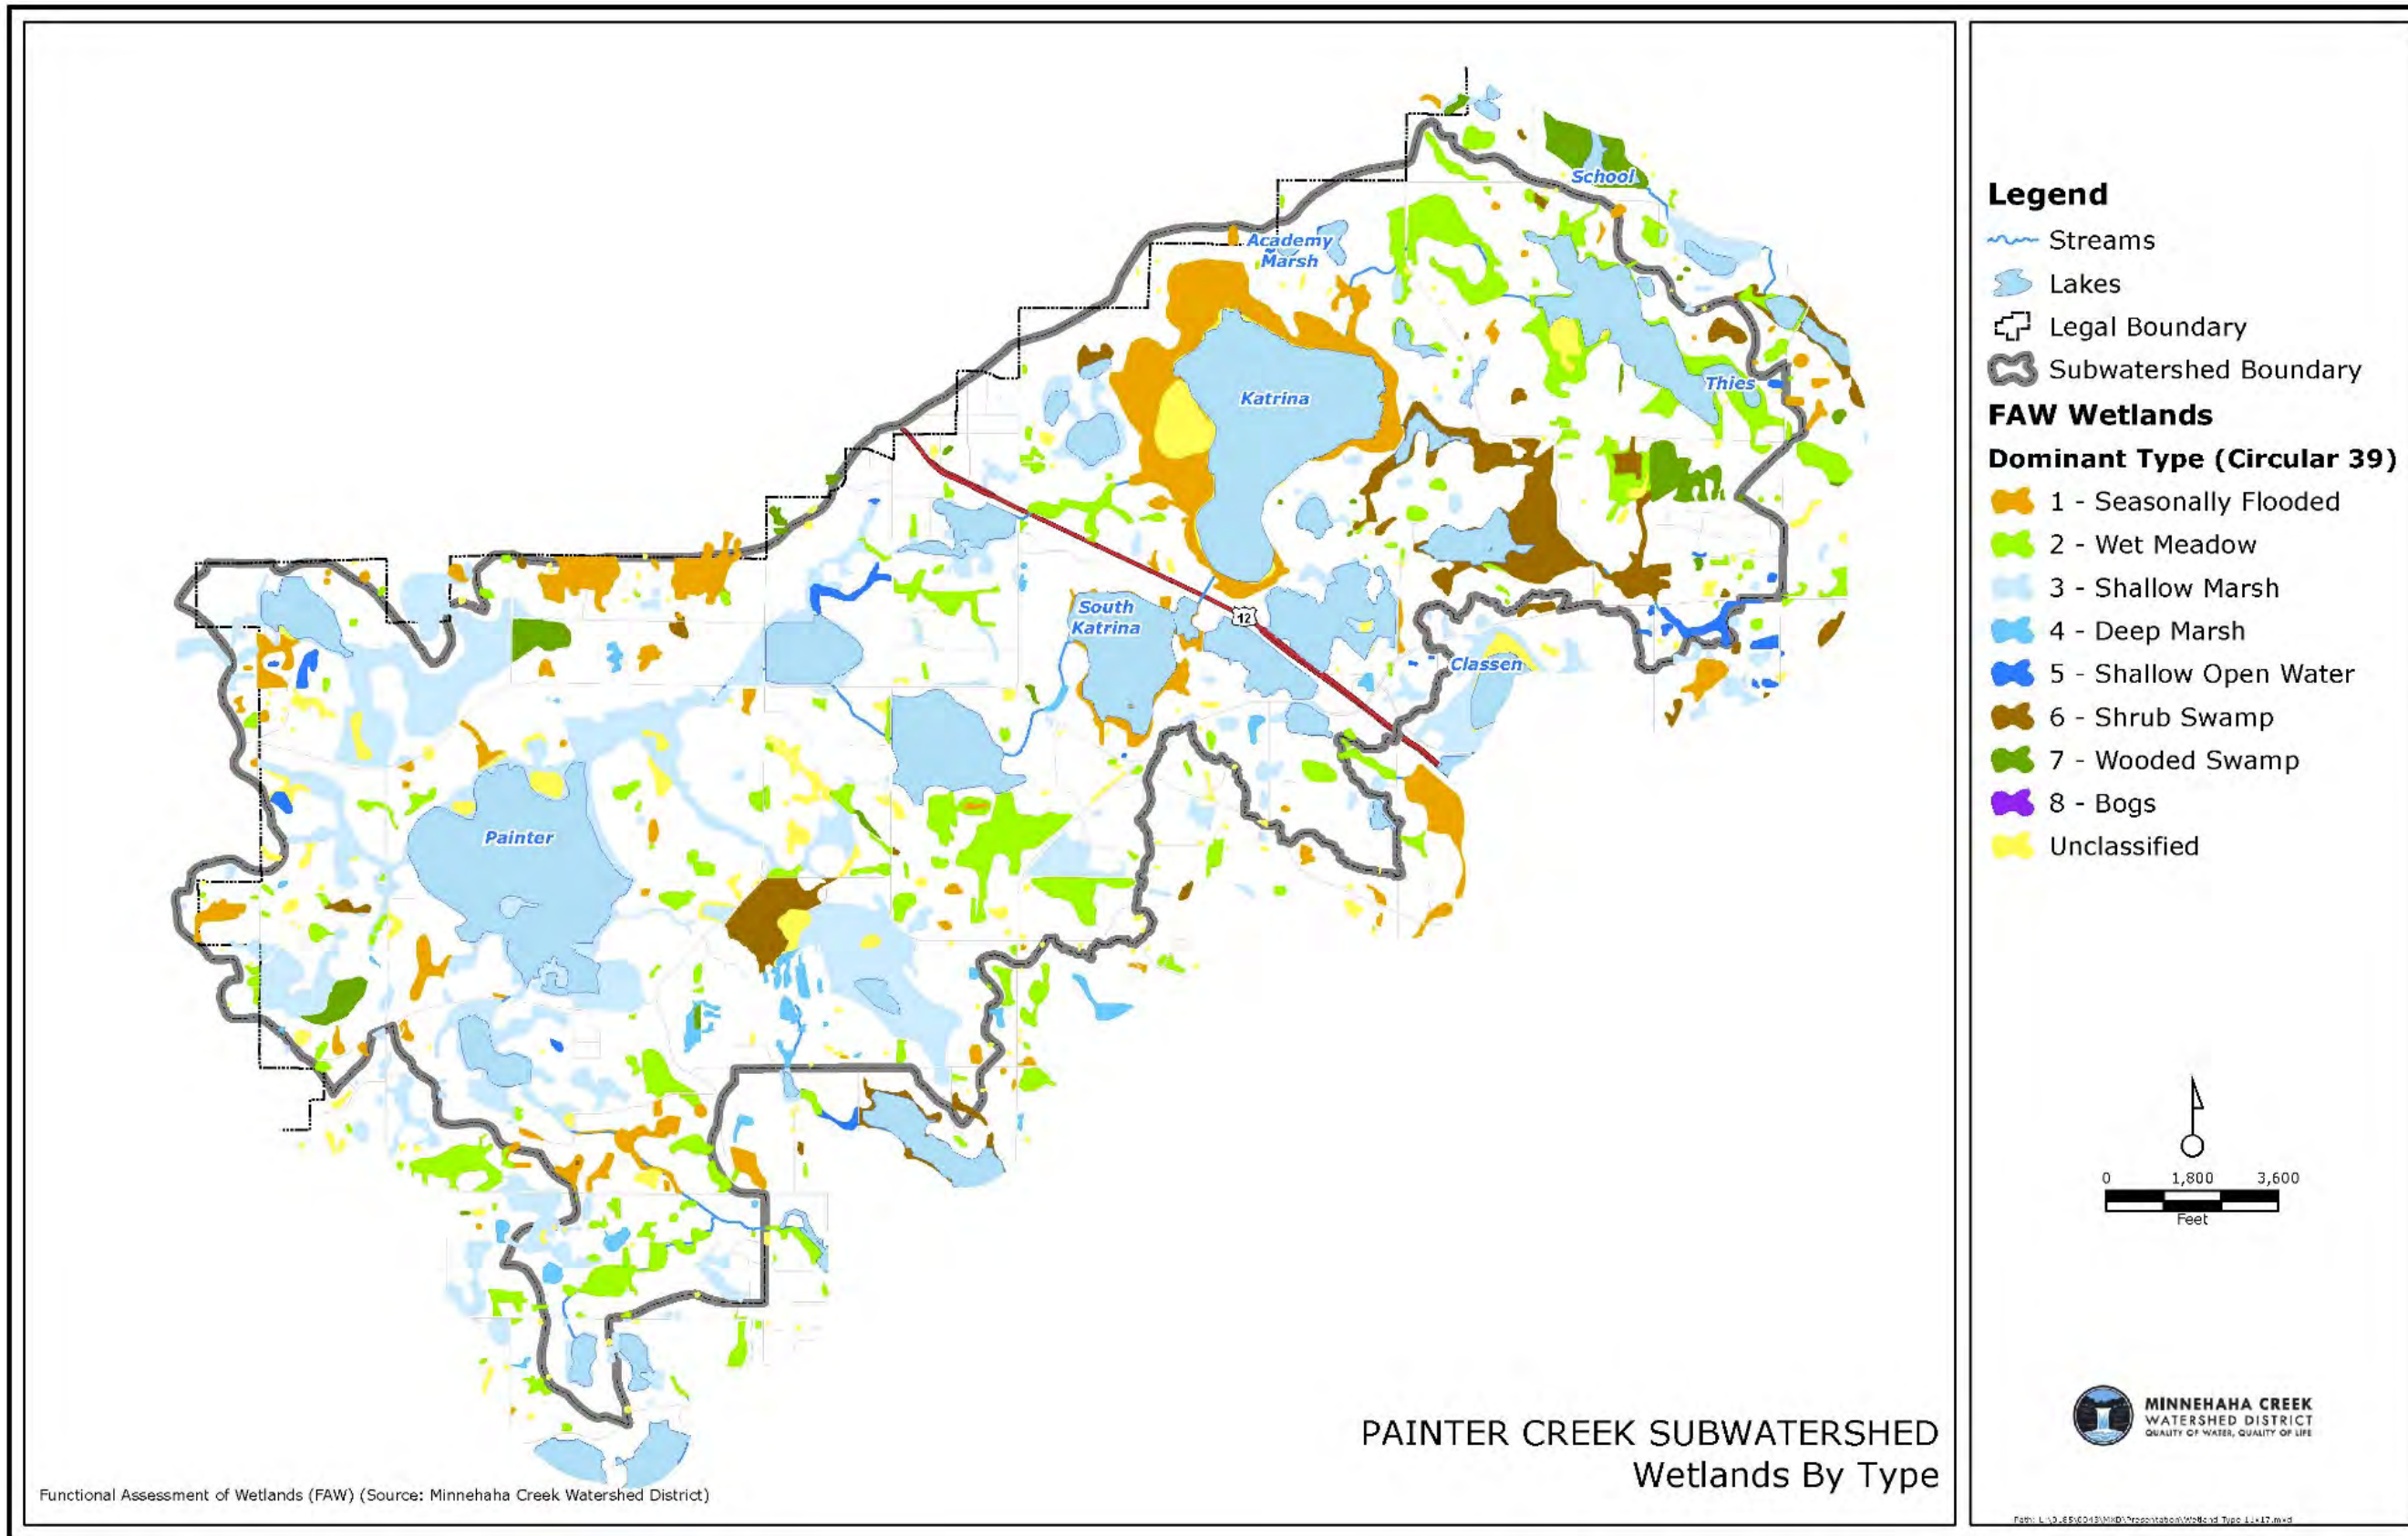 School
Academy
Marsh
Katrina
Thies
South
Katrina
12
Classen
Painter
PAINTER CREEK SUBWATERSHED
Wetlands By Type
Functional Assessment of Wetlands (FAW) (Source: Minnehaha Creek Watershed District)
Legend
Streams
Lakes
Legal Boundary
Subwatershed Boundary
FAW Wetlands
Dominant Type (Circular 39)
1 - Seasonally Flooded
2 - Wet Meadow
3 - Shallow Marsh
4 - Deep Marsh
5 - Shallow Open Water
6 - Shrub Swamp
7 - Wooded Swamp
8 - Bogs
Unclassified
0 1,800 3,600
Feet
MINNEHAHA CREEK
WATERSHED DISTRICT
QUALITY OF WATER, QUALITY OF LIFE